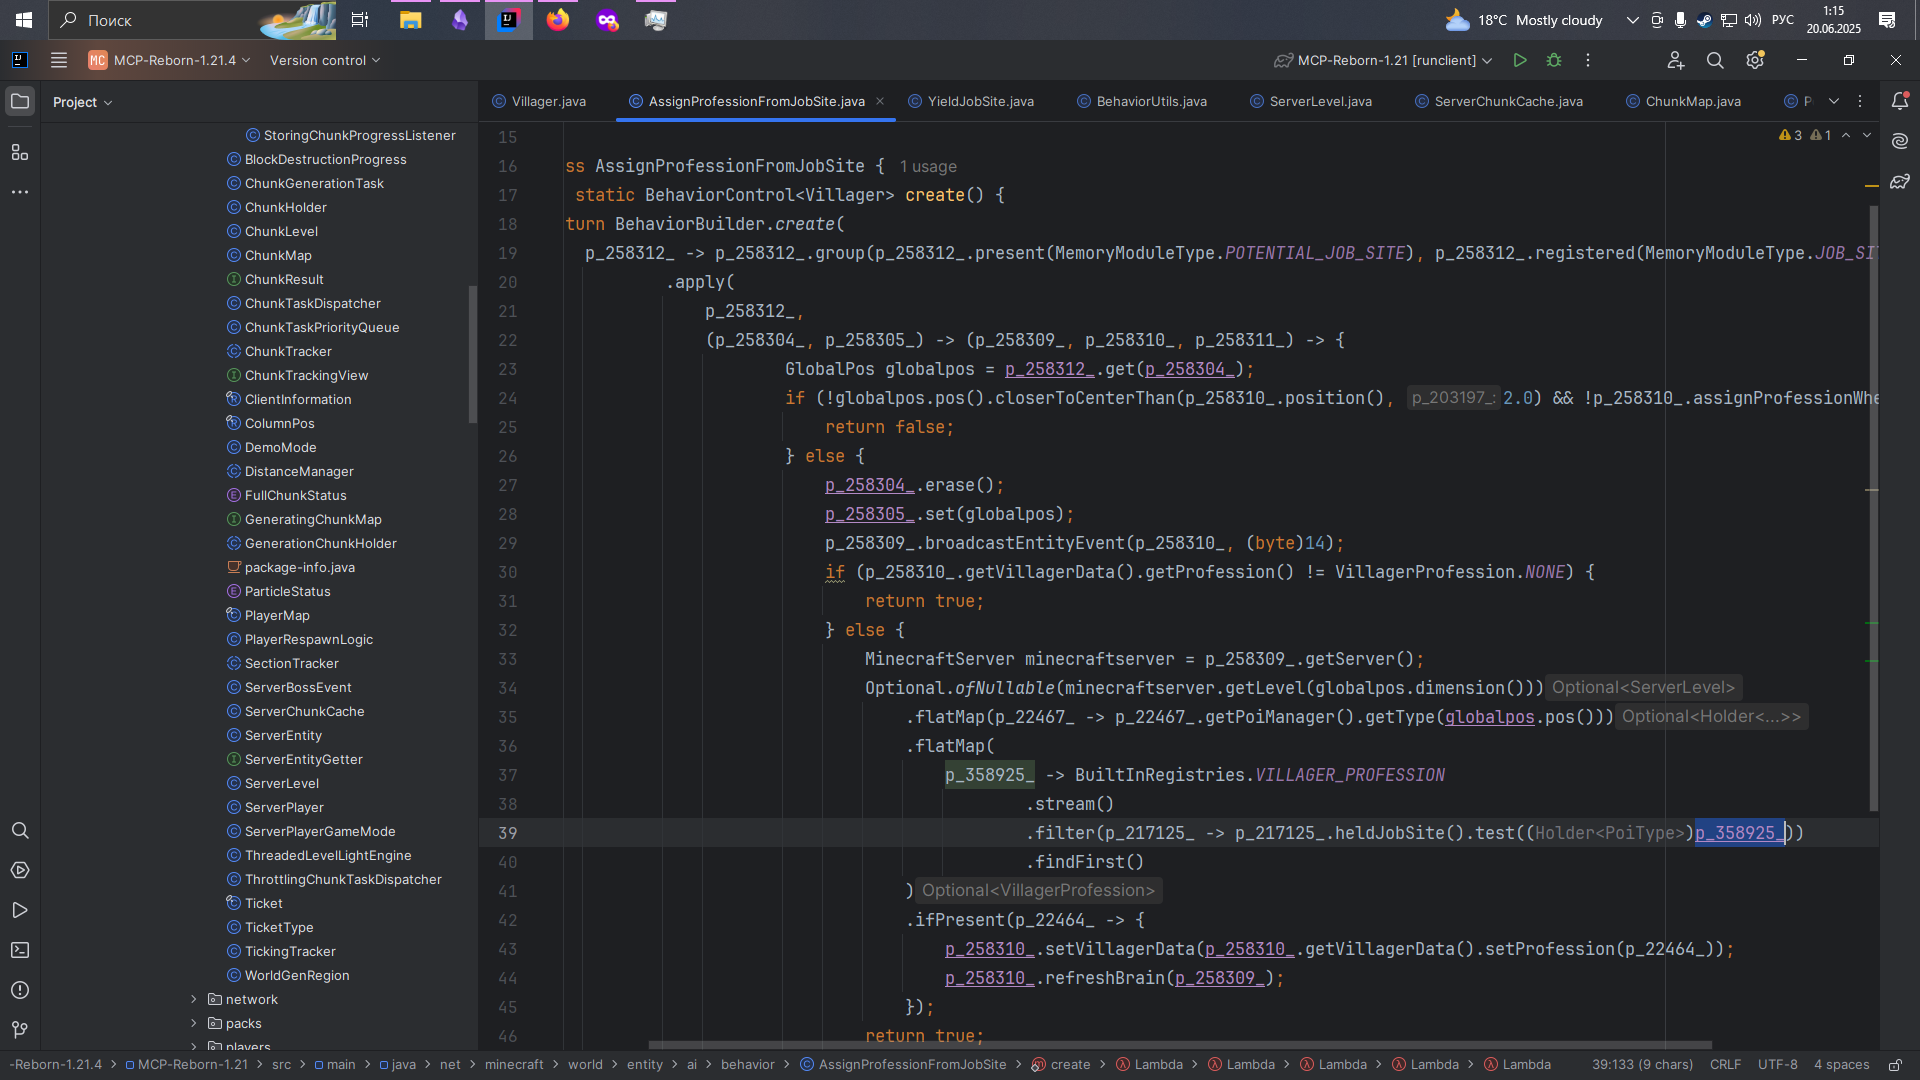 Поиск
18°C Mostly cloudy
РУС
1:15
20.06.2025
MC MCP-Reborn-1.21.4
Version control
MCP-Reborn-1.21 [runclient]
Project
StoringChunkProgressListener
BlockDestructionProgress
ChunkGenerationTask
ChunkHolder
ChunkLevel
ChunkMap
ChunkResult
ChunkTaskDispatcher
ChunkTaskPriorityQueue
ChunkTracker
ChunkTrackingView
ClientInformation
ColumnPos
DemoMode
DistanceManager
FullChunkStatus
GeneratingChunkMap
GenerationChunkHolder
package-info.java
ParticleStatus
PlayerMap
PlayerRespawnLogic
SectionTracker
ServerBossEvent
ServerChunkCache
ServerEntity
ServerEntityGetter
ServerLevel
ServerPlayer
ServerPlayerGameMode
ThreadedLevelLightEngine
ThrottlingChunkTaskDispatcher
Ticket
TicketType
TickingTracker
WorldGenRegion
network
packs
players
Villager.java AssignProfessionFromJobSite.java YieldJobSite.java BehaviorUtils.java ServerLevel.java ServerChunkCache.java ChunkMap.java P
3 1
15
16 ss AssignProfessionFromJobSite { 1 usage
17 static BehaviorControl<Villager> create() {
18 turn BehaviorBuilder.create(
19 p_258312_ -> p_258312_.group(p_258312_.present(MemoryModuleType.POTENTIAL_JOB_SITE), p_258312_.registered(MemoryModuleType.JOB_SIT
20 .apply(
21 p_258312_,
22 (p_258304_, p_258305_) -> (p_258309_, p_258310_, p_258311_) -> {
23 GlobalPos globalpos = p_258312_.get(p_258304_);
24 if (!globalpos.pos().closerToCenterThan(p_258310_.position(), p_203197_: 2.0) && !p_258310_.assignProfessionWhe
25 return false;
26 } else {
27 p_258304_.erase();
28 p_258305_.set(globalpos);
29 p_258309_.broadcastEntityEvent(p_258310_, (byte)14);
30 if (p_258310_.getVillagerData().getProfession() != VillagerProfession.NONE) {
31 return true;
32 } else {
33 MinecraftServer minecraftserver = p_258309_.getServer();
34 Optional.ofNullable(minecraftserver.getLevel(globalpos.dimension())) Optional<ServerLevel>
35 .flatMap(p_22467_ -> p_22467_.getPoiManager().getType(globalpos.pos())) Optional<Holder<...>>
36 .flatMap(
37 p_358925_ -> BuiltInRegistries.VILLAGER_PROFESSION
38 .stream()
39 .filter(p_217125_ -> p_217125_.heldJobSite().test((Holder<PoiType>)p_358925_))
40 .findFirst()
41 ) Optional<VillagerProfession>
42 .ifPresent(p_22464_ -> {
43 p_258310_.setVillagerData(p_258310_.getVillagerData().setProfession(p_22464_));
44 p_258310_.refreshBrain(p_258309_);
45 });
46 return true;
-Reborn-1.21.4 > MCP-Reborn-1.21 > src > main > java > net > minecraft > world > entity > ai > behavior > AssignProfessionFromJobSite > create > Lambda > Lambda > Lambda > Lambda > Lambda
39:133 (9 chars) CRLF UTF-8 4 spaces